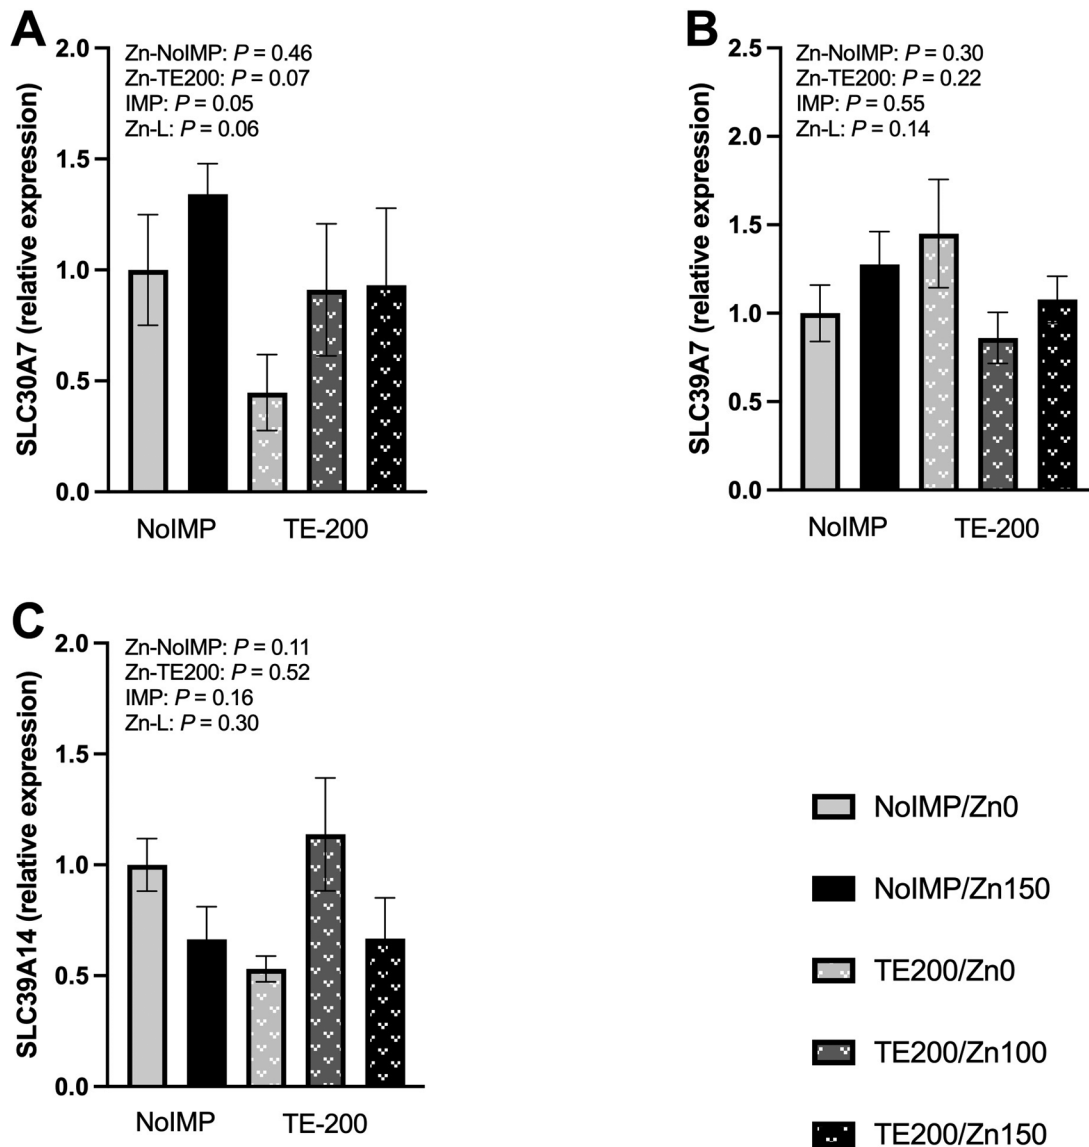 A
Zn-NoIMP: P = 0.46
Zn-TE200: P = 0.07
IMP: P = 0.05
Zn-L: P = 0.06
SLC30A7 (relative expression)
2.0
1.5
1.0
0.5
0.0
NoIMP
TE-200
B
Zn-NoIMP: P = 0.30
Zn-TE200: P = 0.22
IMP: P = 0.55
Zn-L: P = 0.14
SLC39A7 (relative expression)
2.5
2.0
1.5
1.0
0.5
0.0
NoIMP
TE-200
C
Zn-NoIMP: P = 0.11
Zn-TE200: P = 0.52
IMP: P = 0.16
Zn-L: P = 0.30
SLC39A14 (relative expression)
2.0
1.5
1.0
0.5
0.0
NoIMP
TE-200
NoIMP/Zn0
NoIMP/Zn150
TE200/Zn0
TE200/Zn100
TE200/Zn150